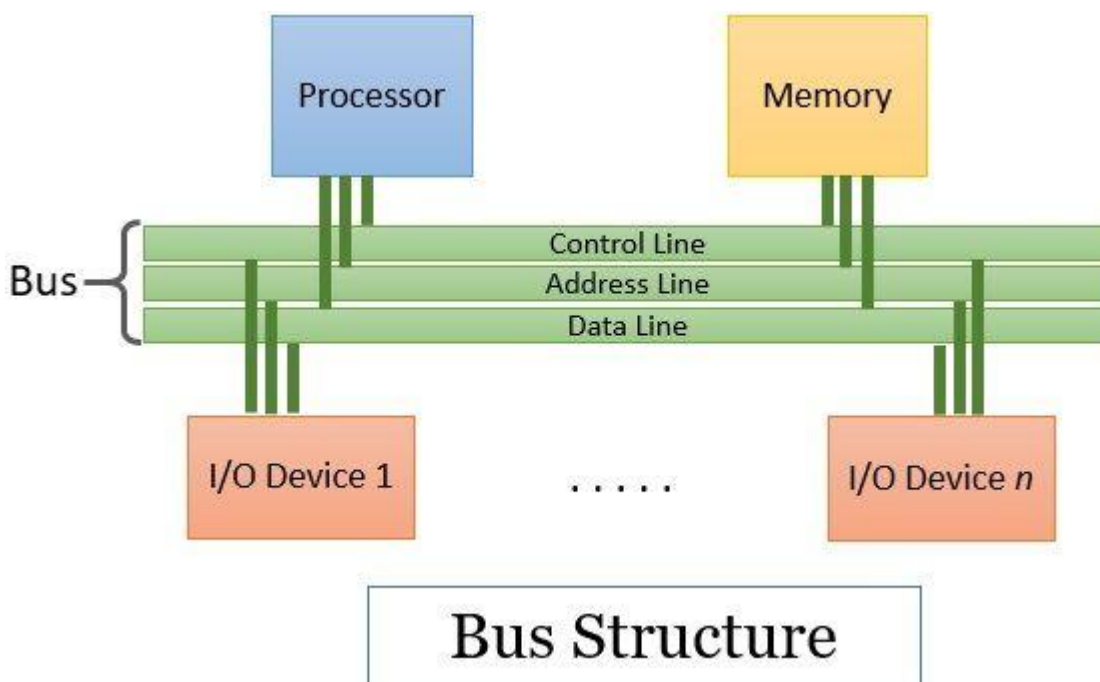 Processor
Memory
Bus
Control Line
Address Line
Data Line
I/O Device 1
. . . . .
I/O Device n
Bus Structure